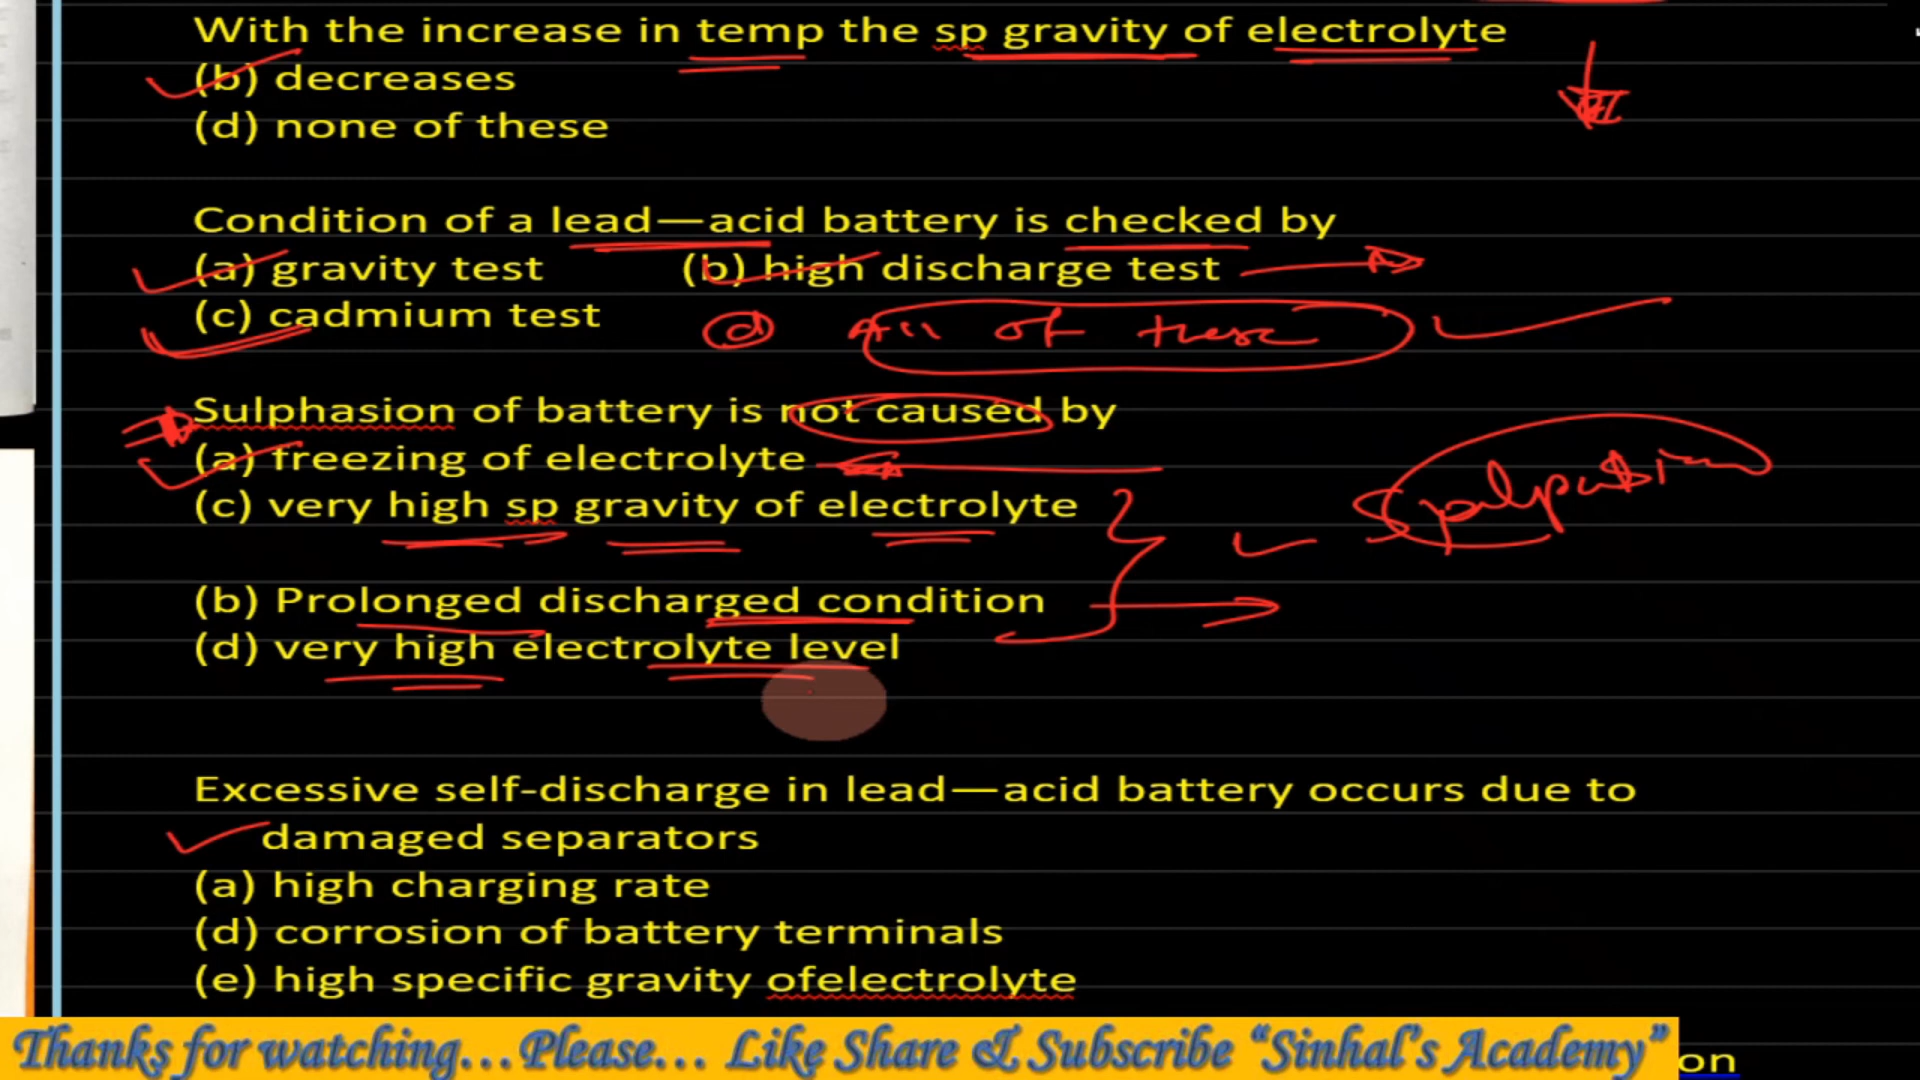 With the increase in temp the sp gravity of electrolyte
(b) decreases
(d) none of these
Condition of a lead—acid battery is checked by
(a) gravity test (b) high discharge test
(c) cadmium test (d) All of these
Sulphasion of battery is not caused by
(a) freezing of electrolyte
(c) very high sp gravity of electrolyte
(b) Prolonged discharged condition
(d) very high electrolyte level
Excessive self-discharge in lead—acid battery occurs due to
damaged separators
(a) high charging rate
(d) corrosion of battery terminals
(e) high specific gravity ofelectrolyte
Thanks for watching...Please... Like Share & Subscribe “Sinhal's Academy”
on